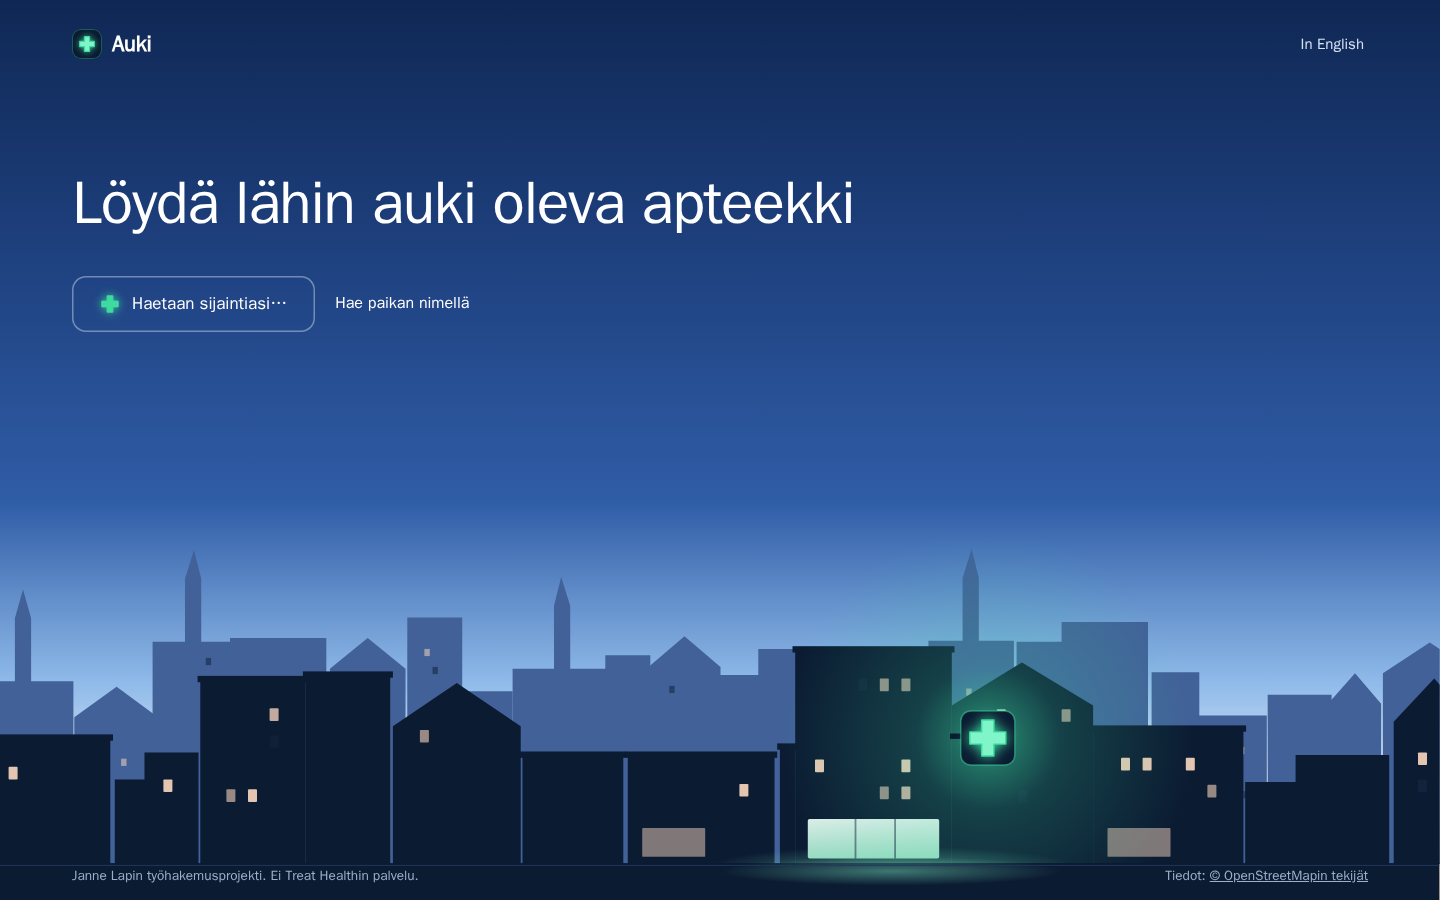 Auki
In English
Löydä lähin auki oleva apteekki
Haetaan sijaintiasi…
Hae paikan nimellä
Janne Lapin työhakemusprojekti. Ei Treat Healthin palvelu.
Tiedot: © OpenStreetMapin tekijät